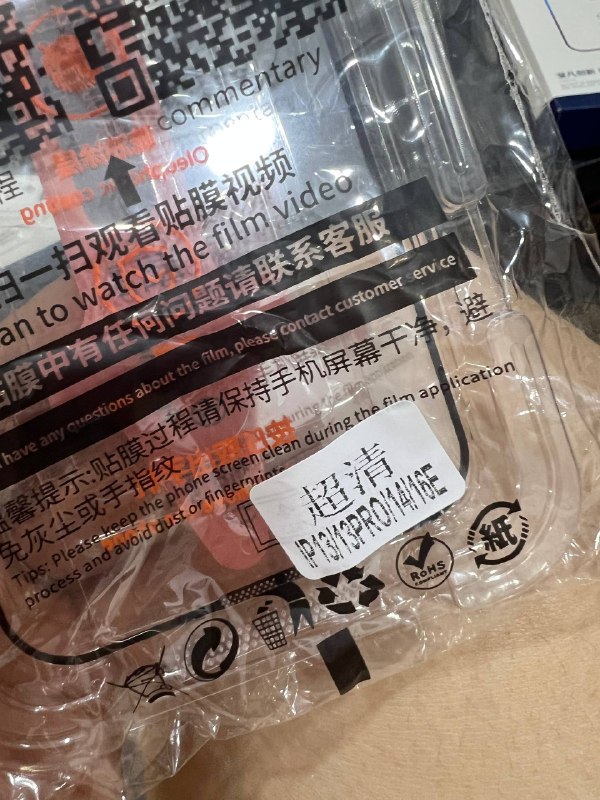 commentary
程
扫一扫观看贴膜视频
an to watch the film video
贴膜中有任何问题请联系客服
have any questions about the film, please contact customer service
温馨提示:贴膜过程请保持手机屏幕干净，避
免灰尘或手指纹
Tips: Please keep the phone screen clean during the film application
process and avoid dust or fingerprints
超清
IP13/13PRO/14/16E
RoHS
COMPLIANT
紙